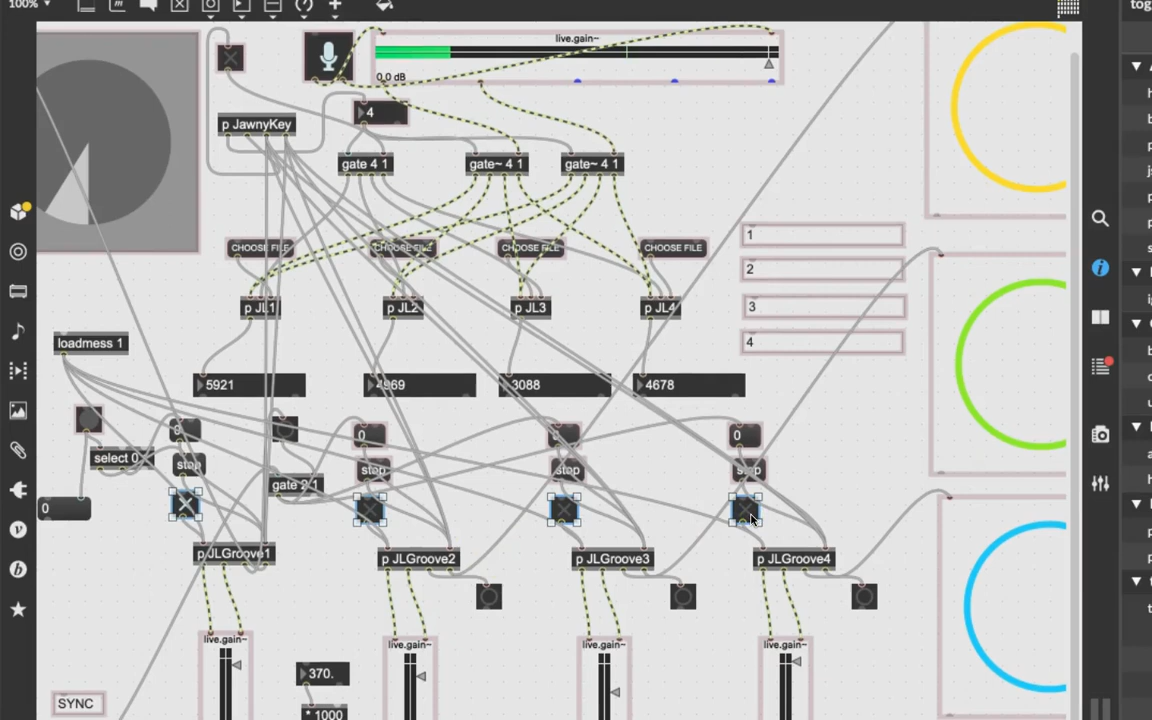 100%
tog
live.gain~
0.0 dB
4
p JawnyKey
gate 4 1
gate~ 4 1
gate~ 4 1
CHOOSE FILE
CHOOSE FILE
CHOOSE FILE
CHOOSE FILE
1
2
3
4
p JL1
p JL2
p JL3
p JL4
loadmess 1
5921
4969
3088
4678
0
0
select 0
stop
stop
stop
stop
gate 2 1
0
p JLGroove1
p JLGroove2
p JLGroove3
p JLGroove4
live.gain~
live.gain~
live.gain~
live.gain~
370.
* 1000
SYNC